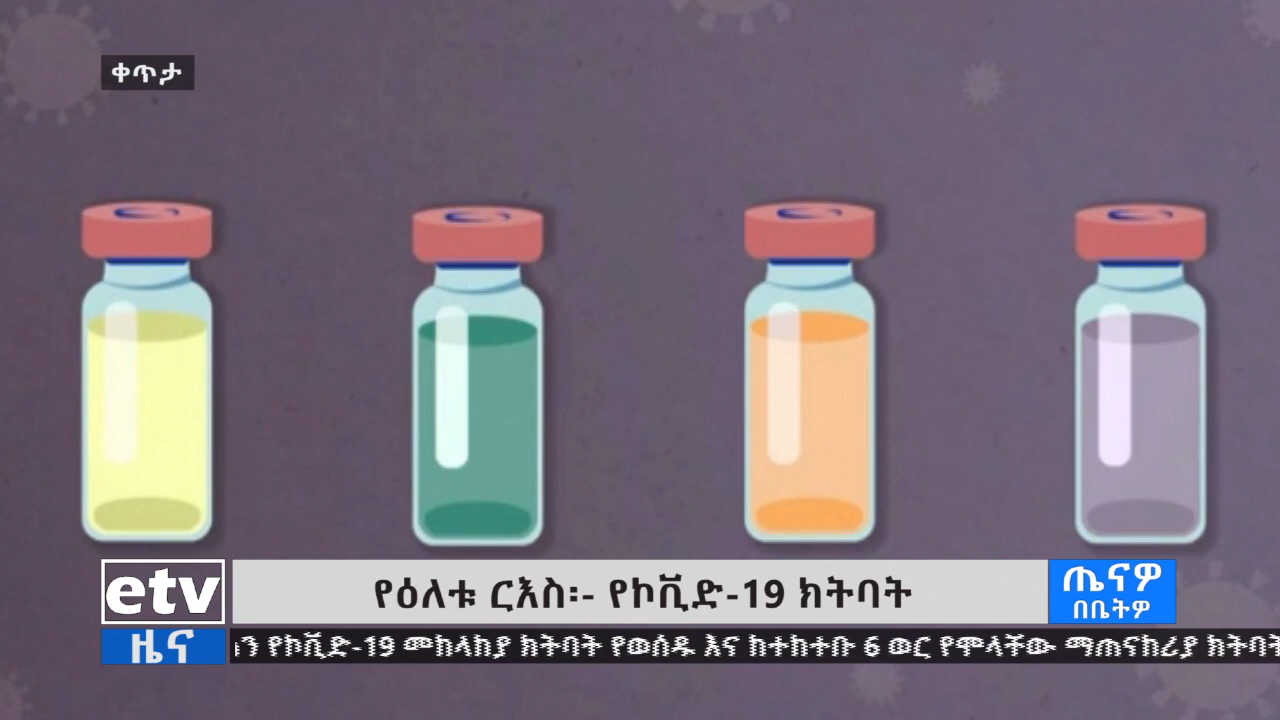 ቀጥታ
etv
የዕለቱ ርእስ፡- የኮቪድ-19 ክትባት
ጤናዎ
በቤትዎ
ዜና
የኮቪድ-19 መከላከያ ክትባት የወሰዱ እና ከተከተቡ 6 ወር የሞላቸው ማጠናከሪያ ክትባት